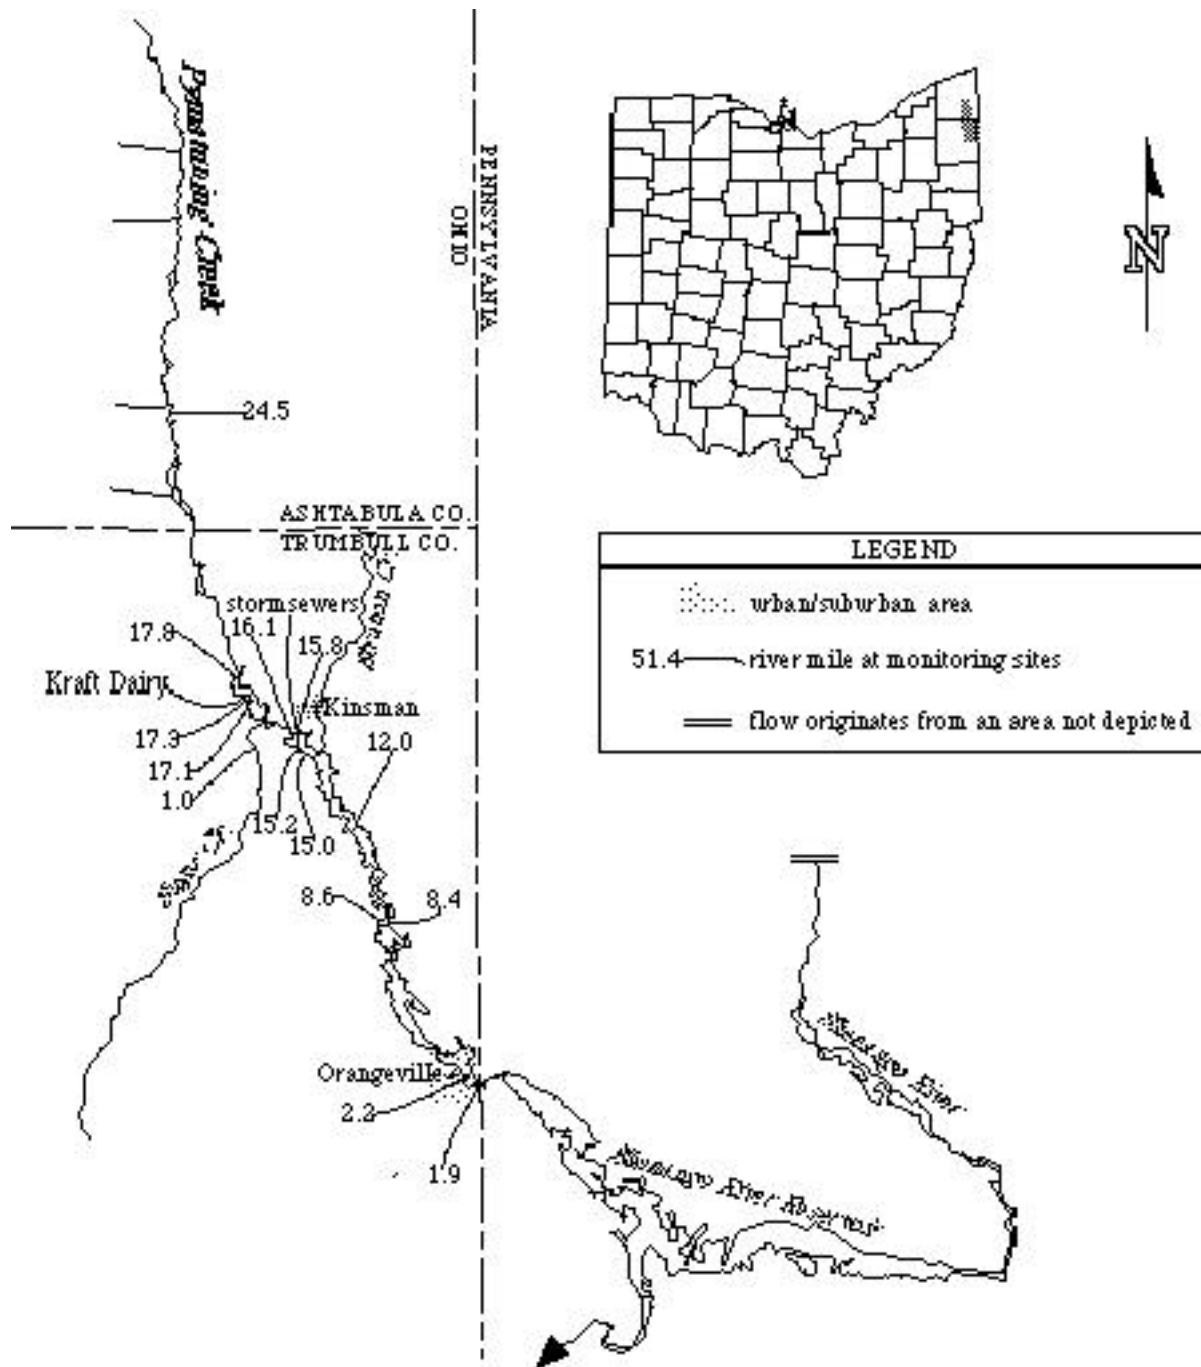 Pymatuning Creek
PENNSYLVANIA
OHIO
N
24.5
ASHTABULA CO.
TRUMBULL CO.
LEGEND
urban/suburban area
51.4 river mile at monitoring sites
flow originates from an area not depicted
stormsewers
16.1
15.8
17.8
Kraft Dairy
Kinsman
17.3
12.0
17.1
1.0
15.2
15.0
8.6
8.4
Shenango River
Orangeville
2.2
1.9
Shenango River Reservoir